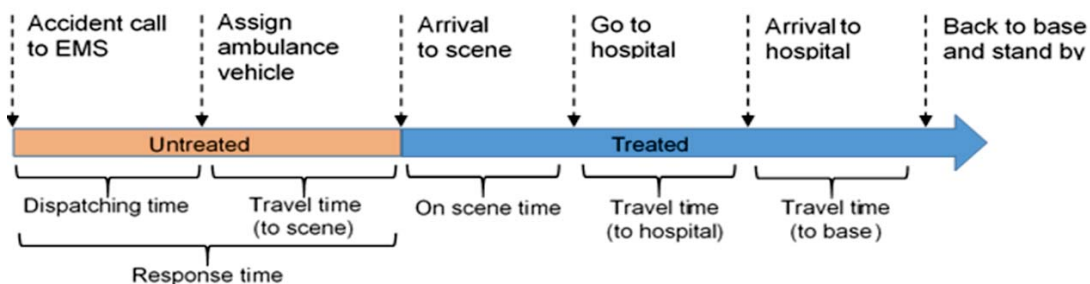 Accident call
to EMS
Assign
ambulance
vehicle
Arrival
to scene
Go to
hospital
Arrival to
hospital
Back to base
and stand by
Untreated
Treated
Dispatching time
Travel time
(to scene)
On scene time
Travel time
(to hospital)
Travel time
(to base)
Response time